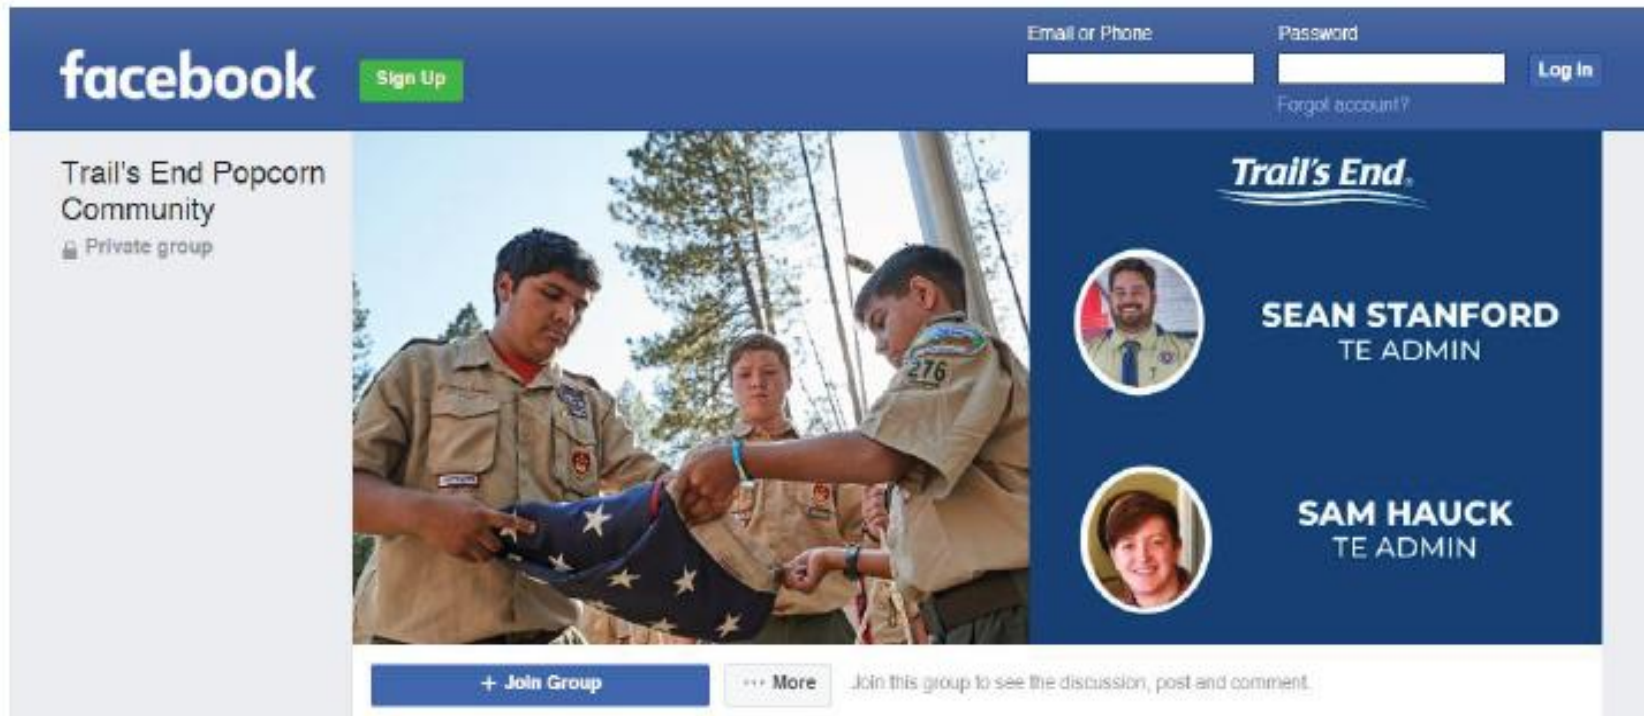 Email or Phone
Password
facebook
Sign Up
Log In
Forgot account?
Trail's End Popcorn
Community
Private group
Trail's End®
276
SEAN STANFORD
TE ADMIN
SAM HAUCK
TE ADMIN
+ Join Group
··· More
Join this group to see the discussion, post and comment.